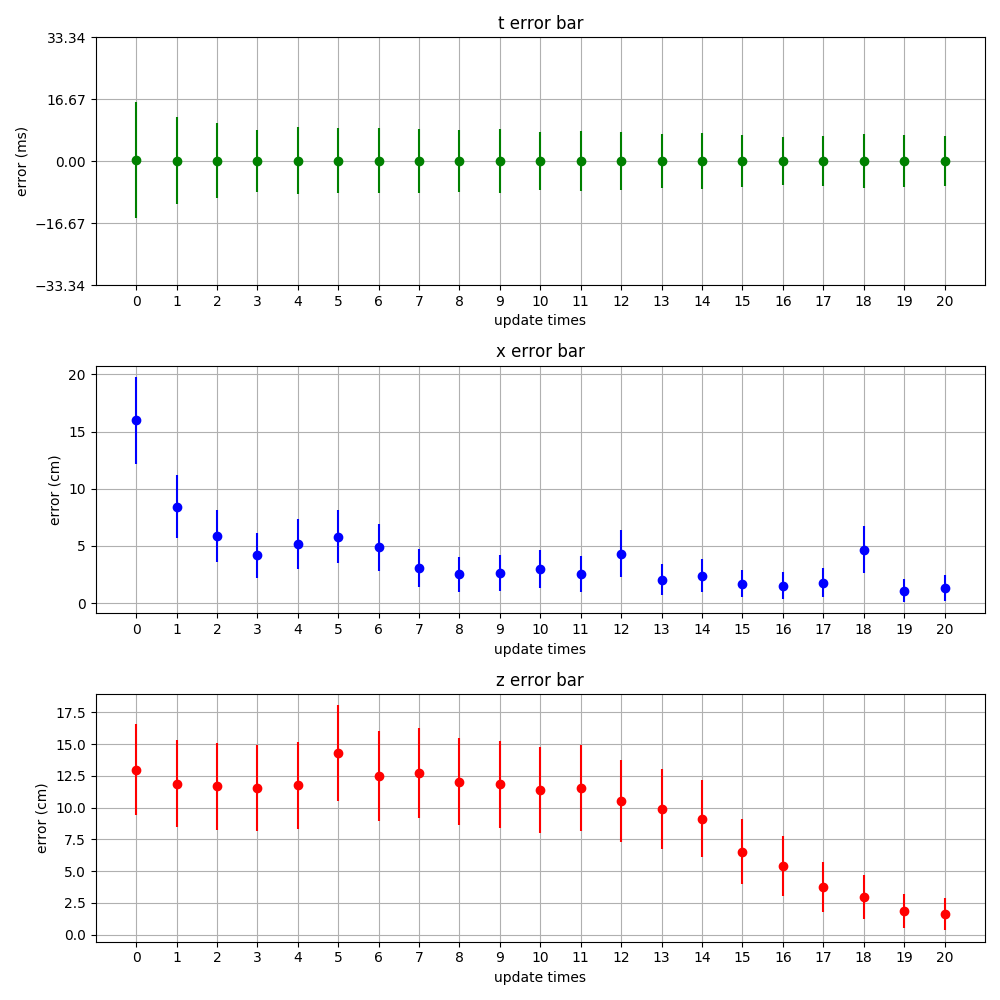 t error bar
33.34
16.67
0.00
−16.67
−33.34
error (ms)
0 1 2 3 4 5 6 7 8 9 10 11 12 13 14 15 16 17 18 19 20
update times
x error bar
20
15
10
5
0
error (cm)
0 1 2 3 4 5 6 7 8 9 10 11 12 13 14 15 16 17 18 19 20
update times
z error bar
17.5
15.0
12.5
10.0
7.5
5.0
2.5
0.0
error (cm)
0 1 2 3 4 5 6 7 8 9 10 11 12 13 14 15 16 17 18 19 20
update times